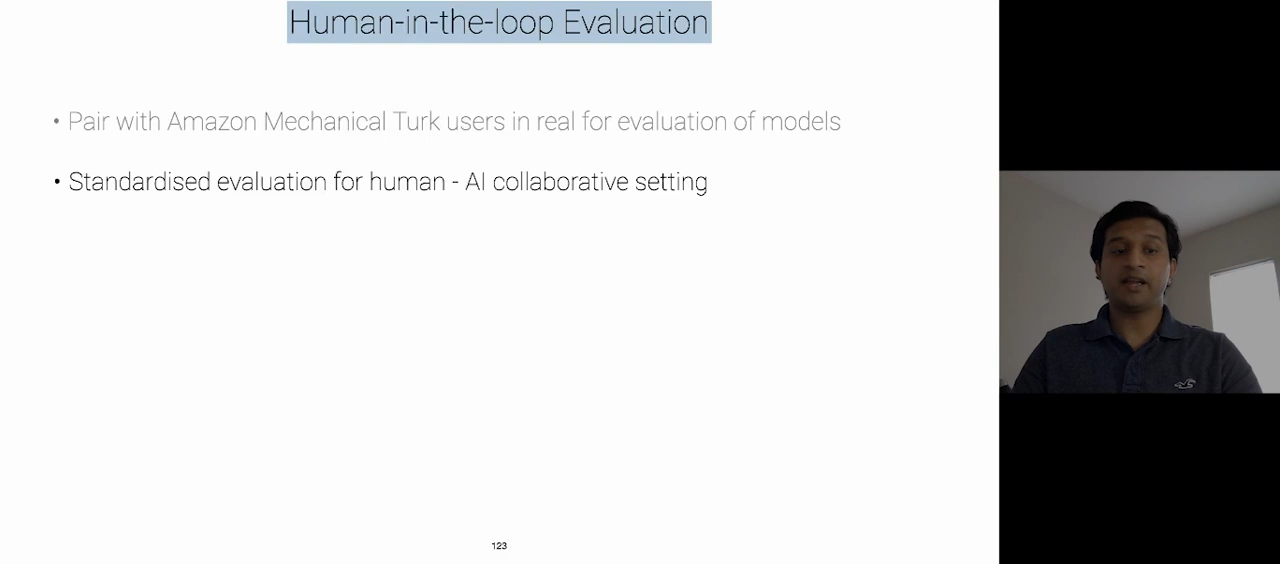 Human-in-the-loop Evaluation
• Pair with Amazon Mechanical Turk users in real for evaluation of models
• Standardised evaluation for human - AI collaborative setting
123